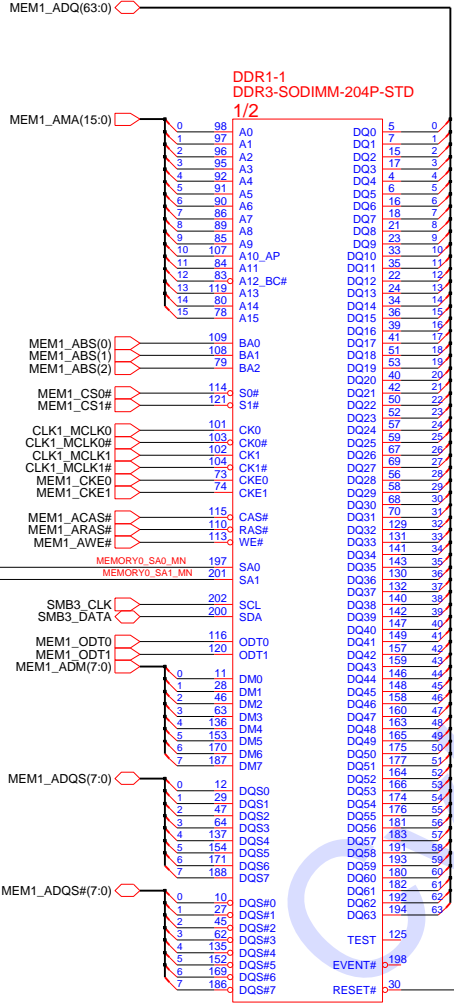 MEM1_ADQ(63:0)
DDR1-1
DDR3-SODIMM-204P-STD
1/2
MEM1_AMA(15:0)
0 98 A0
1 97 A1
2 96 A2
3 95 A3
4 92 A4
5 91 A5
6 90 A6
7 86 A7
8 89 A8
9 85 A9
10 107 A10_AP
11 84 A11
12 83 A12_BC#
13 119 A13
14 80 A14
15 78 A15
MEM1_ABS(0) 109 BA0
MEM1_ABS(1) 108 BA1
MEM1_ABS(2) 79 BA2
MEM1_CS0# 114 S0#
MEM1_CS1# 121 S1#
CLK1_MCLK0 101 CK0
CLK1_MCLK0# 103 CK0#
CLK1_MCLK1 102 CK1
CLK1_MCLK1# 104 CK1#
MEM1_CKE0 73 CKE0
MEM1_CKE1 74 CKE1
MEM1_ACAS# 115 CAS#
MEM1_ARAS# 110 RAS#
MEM1_AWE# 113 WE#
MEMORY0_SA0_MN 197 SA0
MEMORY0_SA1_MN 201 SA1
SMB3_CLK 202 SCL
SMB3_DATA 200 SDA
MEM1_ODT0 116 ODT0
MEM1_ODT1 120 ODT1
MEM1_ADM(7:0)
0 11 DM0
1 28 DM1
2 46 DM2
3 63 DM3
4 136 DM4
5 153 DM5
6 170 DM6
7 187 DM7
MEM1_ADQS(7:0)
0 12 DQS0
1 29 DQS1
2 47 DQS2
3 64 DQS3
4 137 DQS4
5 154 DQS5
6 171 DQS6
7 188 DQS7
MEM1_ADQS#(7:0)
0 10 DQS#0
1 27 DQS#1
2 45 DQS#2
3 62 DQS#3
4 135 DQS#4
5 152 DQS#5
6 169 DQS#6
7 186 DQS#7
DQ0 5 0
DQ1 7 1
DQ2 15 2
DQ3 17 3
DQ4 4 4
DQ5 6 5
DQ6 16 6
DQ7 18 7
DQ8 21 8
DQ9 23 9
DQ10 33 10
DQ11 35 11
DQ12 22 12
DQ13 24 13
DQ14 34 14
DQ15 36 15
DQ16 39 16
DQ17 41 17
DQ18 51 18
DQ19 53 19
DQ20 40 20
DQ21 42 21
DQ22 50 22
DQ23 52 23
DQ24 57 24
DQ25 59 25
DQ26 67 26
DQ27 69 27
DQ28 56 28
DQ29 58 29
DQ30 68 30
DQ31 70 31
DQ32 129 32
DQ33 131 33
DQ34 141 34
DQ35 143 35
DQ36 130 36
DQ37 132 37
DQ38 140 38
DQ39 142 39
DQ40 147 40
DQ41 149 41
DQ42 157 42
DQ43 159 43
DQ44 146 44
DQ45 148 45
DQ46 158 46
DQ47 160 47
DQ48 163 48
DQ49 165 49
DQ50 175 50
DQ51 177 51
DQ52 164 52
DQ53 166 53
DQ54 174 54
DQ55 176 55
DQ56 181 56
DQ57 183 57
DQ58 191 58
DQ59 193 59
DQ60 180 60
DQ61 182 61
DQ62 192 62
DQ63 194 63
TEST 125
EVENT# 198
RESET# 30